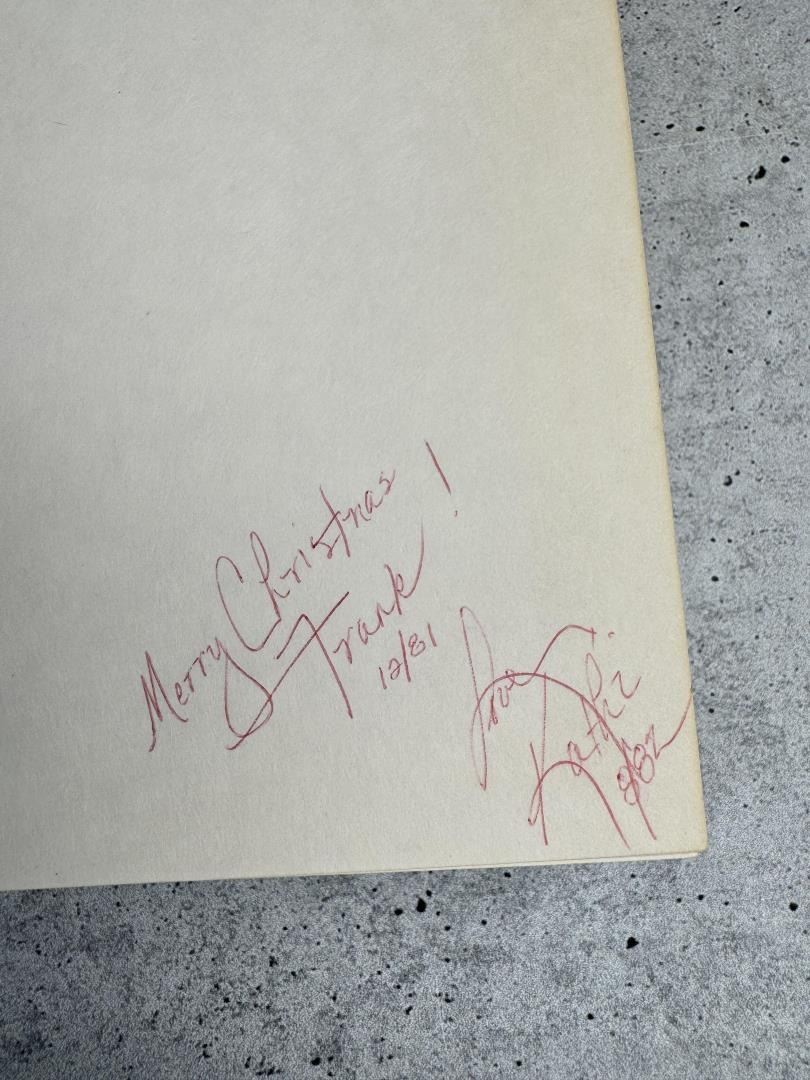 Merry Christmas
Frank!
12/81
Love
Kathi